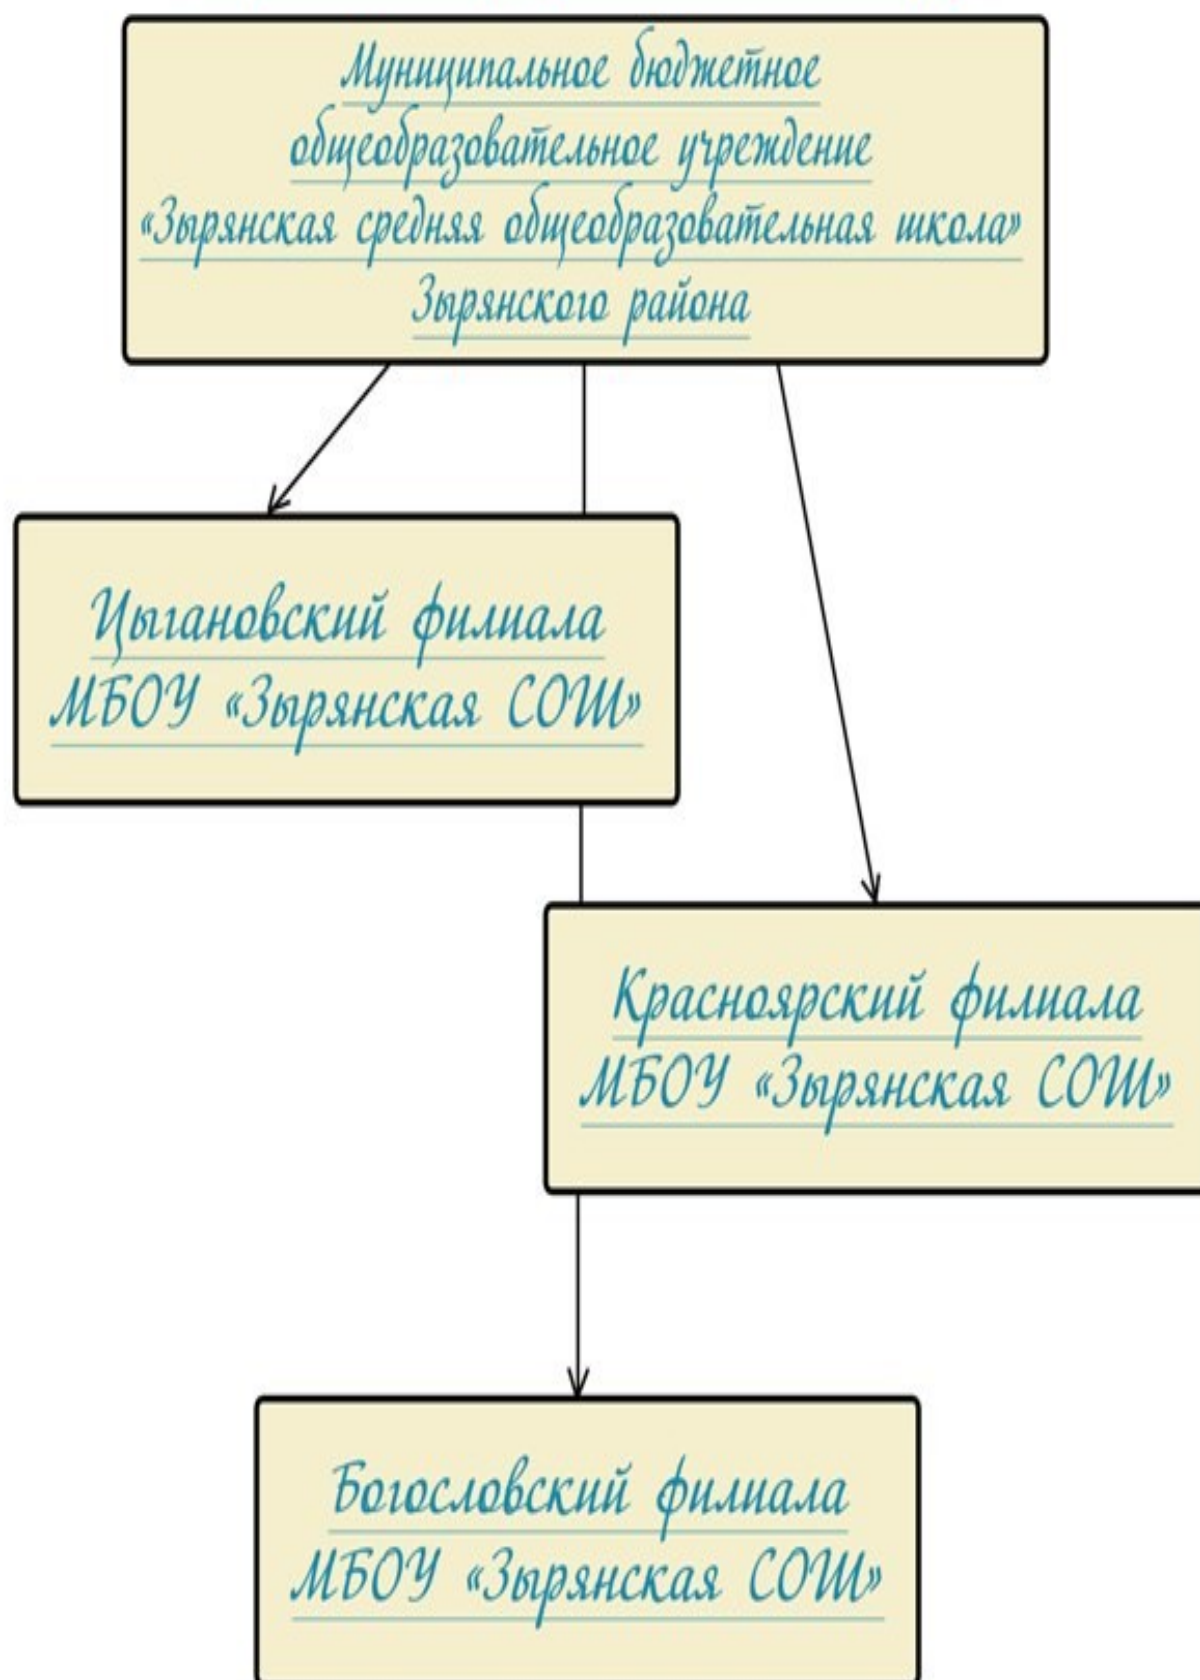 Муниципальное бюджетное
общеобразовательное учреждение
«Зырянская средняя общеобразовательная школа»
Зырянского района
Цыгановский филиала
МБОУ «Зырянская СОШ»
Красноярский филиала
МБОУ «Зырянская СОШ»
Богословский филиала
МБОУ «Зырянская СОШ»